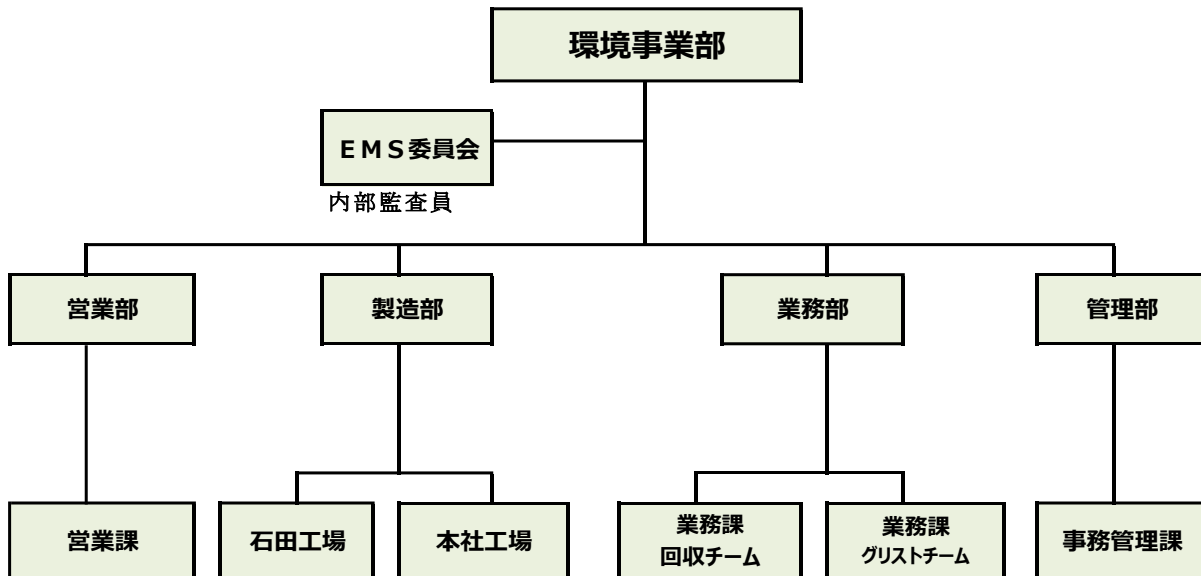 環境事業部
ＥＭＳ委員会
内部監査員
営業部
製造部
業務部
管理部
営業課
石田工場
本社工場
業務課
回収チーム
業務課
グリストチーム
事務管理課